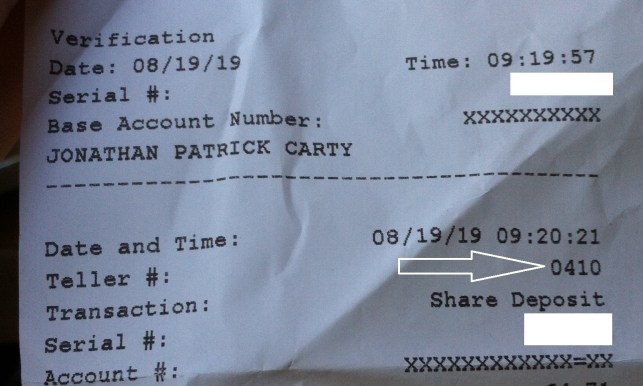 Verification
Date: 08/19/19 Time: 09:19:57
Serial #:
Base Account Number: XXXXXXXXXX
JONATHAN PATRICK CARTY
------------------------------------------
Date and Time: 08/19/19 09:20:21
Teller #: 0410
Transaction: Share Deposit
Serial #:
Account #: XXXXXXXXXXXX=XX